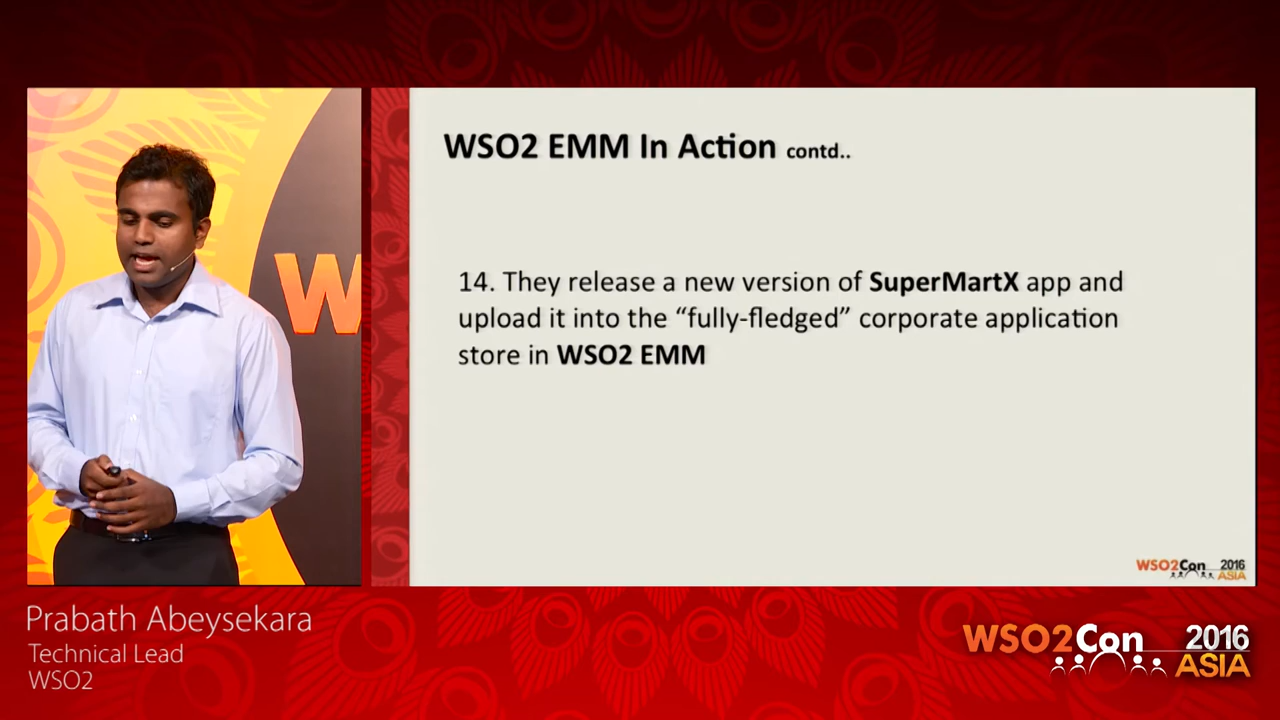 WSO2 EMM In Action contd..
14. They release a new version of SuperMartX app and
upload it into the “fully-fledged” corporate application
store in WSO2 EMM
WSO2Con 2016
ASIA
W
Prabath Abeysekara
Technical Lead
WSO2
WSO2Con 2016
ASIA